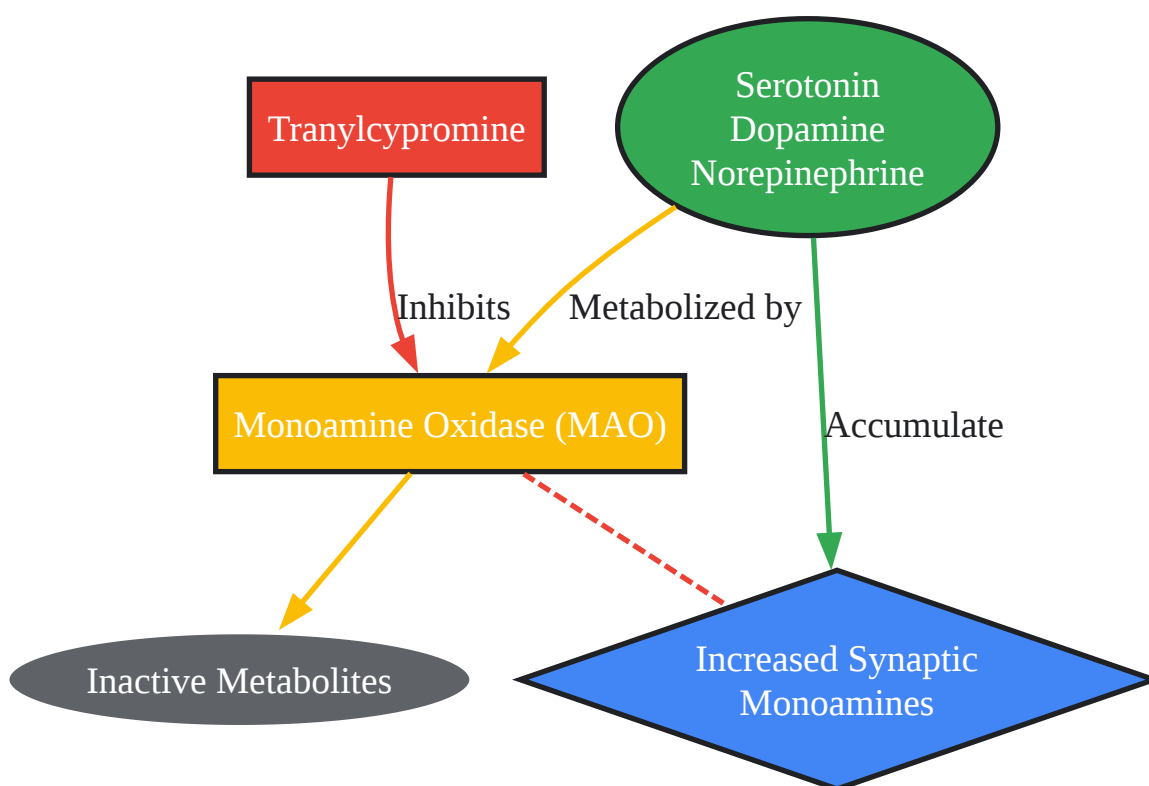 Tranylcypromine
Serotonin
Dopamine
Norepinephrine
Inhibits
Metabolized by
Monoamine Oxidase (MAO)
Accumulate
Inactive Metabolites
Increased Synaptic
Monoamines